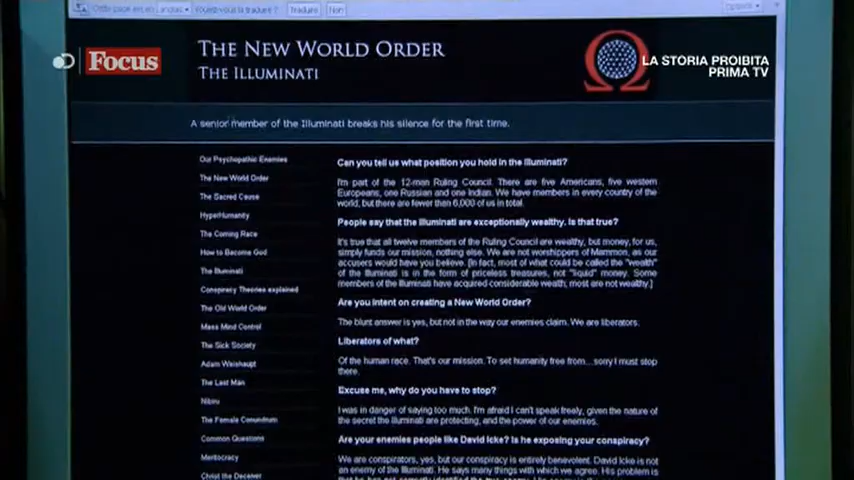 Cette page est en anglais Voulez-vous la traduire ? Traduire Non Options
Focus
LA STORIA PROIBITA
PRIMA TV
THE NEW WORLD ORDER
THE ILLUMINATI
A senior member of the Illuminati breaks his silence for the first time.
Our Psychopathic Enemies
The New World Order
The Sacred Cause
HyperHumanity
The Coming Race
How to Become God
The Illuminati
Conspiracy Theories explained
The Old World Order
Mass Mind Control
The Sick Society
Adam Weishaupt
The Last Man
Nibiru
The Female Conundrum
Common Questions
Meritocracy
Christ the Deceiver
Can you tell us what position you hold in the Illuminati?
I'm part of the 12-man Ruling Council. There are five Americans, five western
Europeans, one Russian and one Indian. We have members in every country of the
world, but there are fewer than 6,000 of us in total.
People say that the Illuminati are exceptionally wealthy. Is that true?
It's true that all twelve members of the Ruling Council are wealthy, but money, for us,
simply funds our mission, nothing else. We are not worshippers of Mammon, as our
accusers would have you believe. [In fact, most of what could be called the "wealth"
of the Illuminati is in the form of priceless treasures, not "liquid" money. Some
members of the Illuminati have acquired considerable wealth; most are not wealthy.]
Are you intent on creating a New World Order?
The blunt answer is yes, but not in the way our enemies claim. We are liberators.
Liberators of what?
Of the human race. That's our mission. To set humanity free from...sorry I must stop
there.
Excuse me, why do you have to stop?
I was in danger of saying too much. I'm afraid I can't speak freely, given the nature of
the secret the Illuminati are protecting, and the power of our enemies.
Are your enemies people like David Icke? Is he exposing your conspiracy?
We are conspirators, yes, but our conspiracy is entirely benevolent. David Icke is not
an enemy of the Illuminati. He says many things with which we agree. His problem is